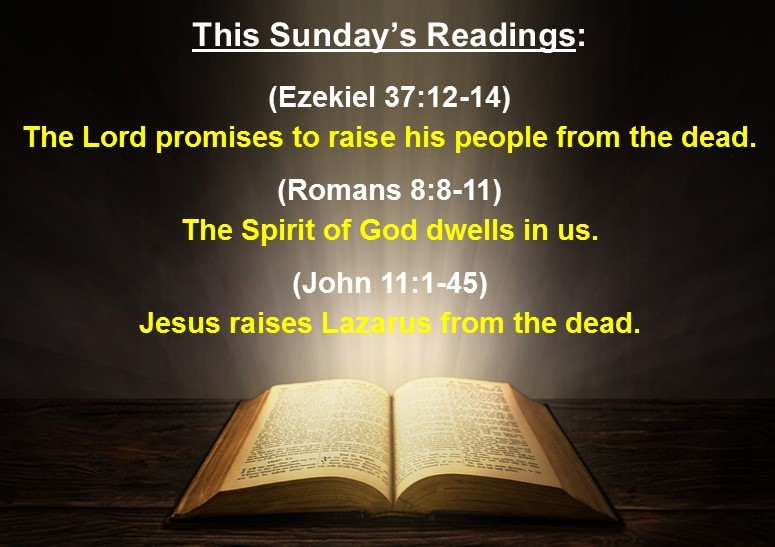 This Sunday’s Readings:
(Ezekiel 37:12-14)
The Lord promises to raise his people from the dead.
(Romans 8:8-11)
The Spirit of God dwells in us.
(John 11:1-45)
Jesus raises Lazarus from the dead.